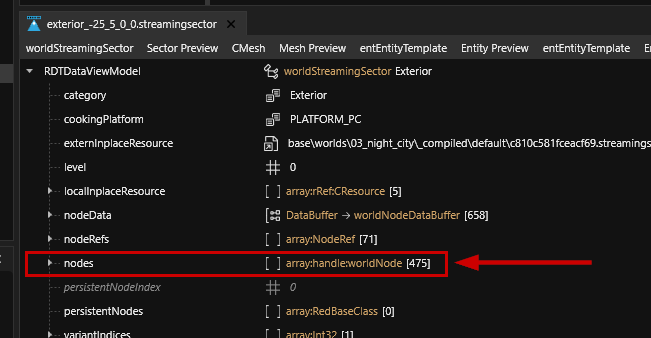 exterior_-25_5_0_0.streamingsector
worldStreamingSector Sector Preview CMesh Mesh Preview entEntityTemplate Entity Preview entEntityTemplate
RDTDataViewModel worldStreamingSector Exterior
category Exterior
cookingPlatform PLATFORM_PC
externInplaceResource base\worlds\03_night_city\_compiled\default\c810c581fceacf69.streamings
level 0
localInplaceResource [ ] array:rRef:CResource [5]
nodeData DataBuffer → worldNodeDataBuffer [658]
nodeRefs [ ] array:NodeRef [71]
nodes [ ] array:handle:worldNode [475]
persistentNodeIndex 0
persistentNodes [ ] array:RedBaseClass [0]
variantIndices [ ] array:Int32 [1]